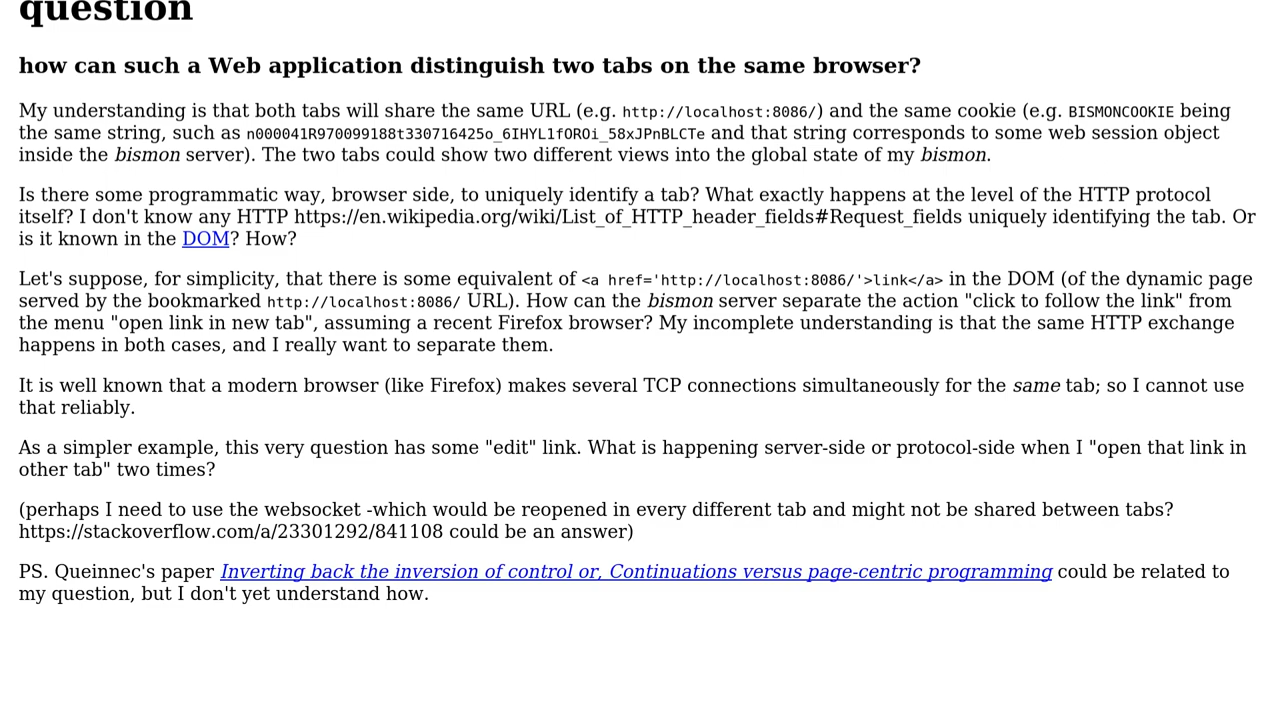 question
how can such a Web application distinguish two tabs on the same browser?
My understanding is that both tabs will share the same URL (e.g. http://localhost:8086/) and the same cookie (e.g. BISMONCOOKIE being
the same string, such as n000041R970099188t330716425o_6IHYL1fOROi_58xJPnBLCTe and that string corresponds to some web session object
inside the bismon server). The two tabs could show two different views into the global state of my bismon.
Is there some programmatic way, browser side, to uniquely identify a tab? What exactly happens at the level of the HTTP protocol
itself? I don't know any HTTP https://en.wikipedia.org/wiki/List_of_HTTP_header_fields#Request_fields uniquely identifying the tab. Or
is it known in the DOM? How?
Let's suppose, for simplicity, that there is some equivalent of <a href='http://localhost:8086/'>link</a> in the DOM (of the dynamic page
served by the bookmarked http://localhost:8086/ URL). How can the bismon server separate the action "click to follow the link" from
the menu "open link in new tab", assuming a recent Firefox browser? My incomplete understanding is that the same HTTP exchange
happens in both cases, and I really want to separate them.
It is well known that a modern browser (like Firefox) makes several TCP connections simultaneously for the same tab; so I cannot use
that reliably.
As a simpler example, this very question has some "edit" link. What is happening server-side or protocol-side when I "open that link in
other tab" two times?
(perhaps I need to use the websocket -which would be reopened in every different tab and might not be shared between tabs?
https://stackoverflow.com/a/23301292/841108 could be an answer)
PS. Queinnec's paper Inverting back the inversion of control or, Continuations versus page-centric programming could be related to
my question, but I don't yet understand how.